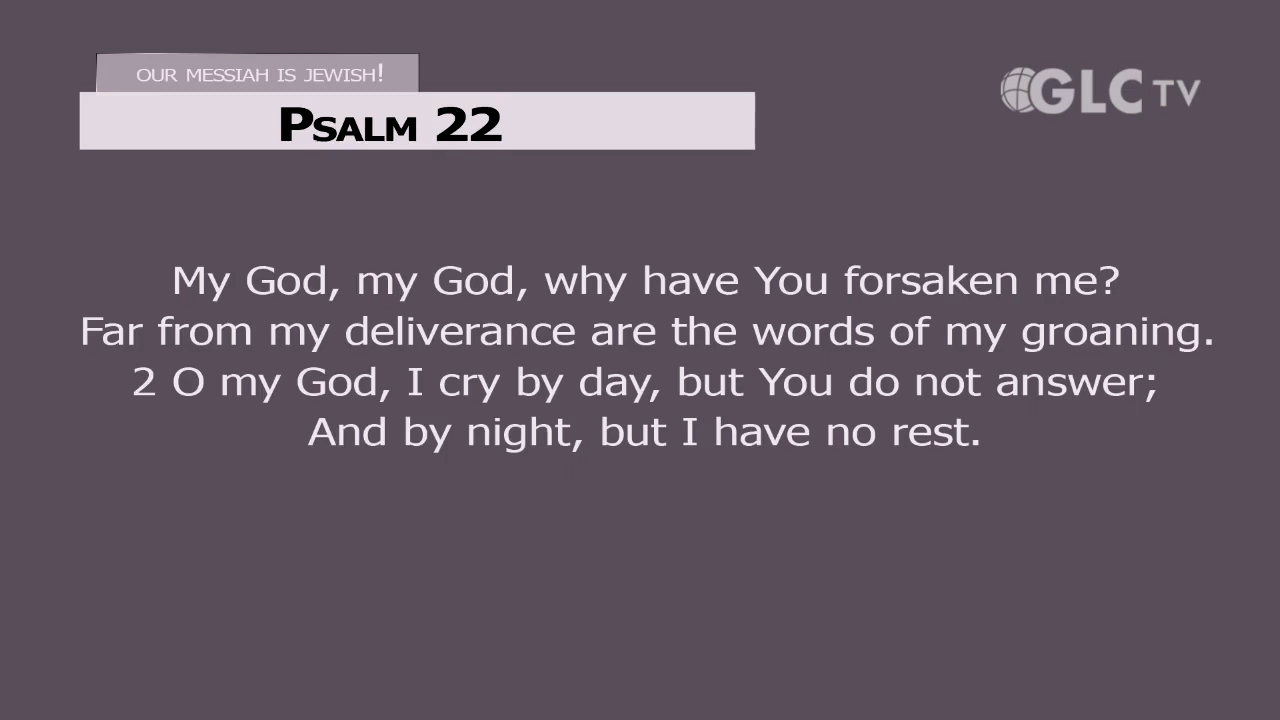 OUR MESSIAH IS JEWISH!
GLC TV
PSALM 22
My God, my God, why have You forsaken me?
Far from my deliverance are the words of my groaning.
2 O my God, I cry by day, but You do not answer;
And by night, but I have no rest.